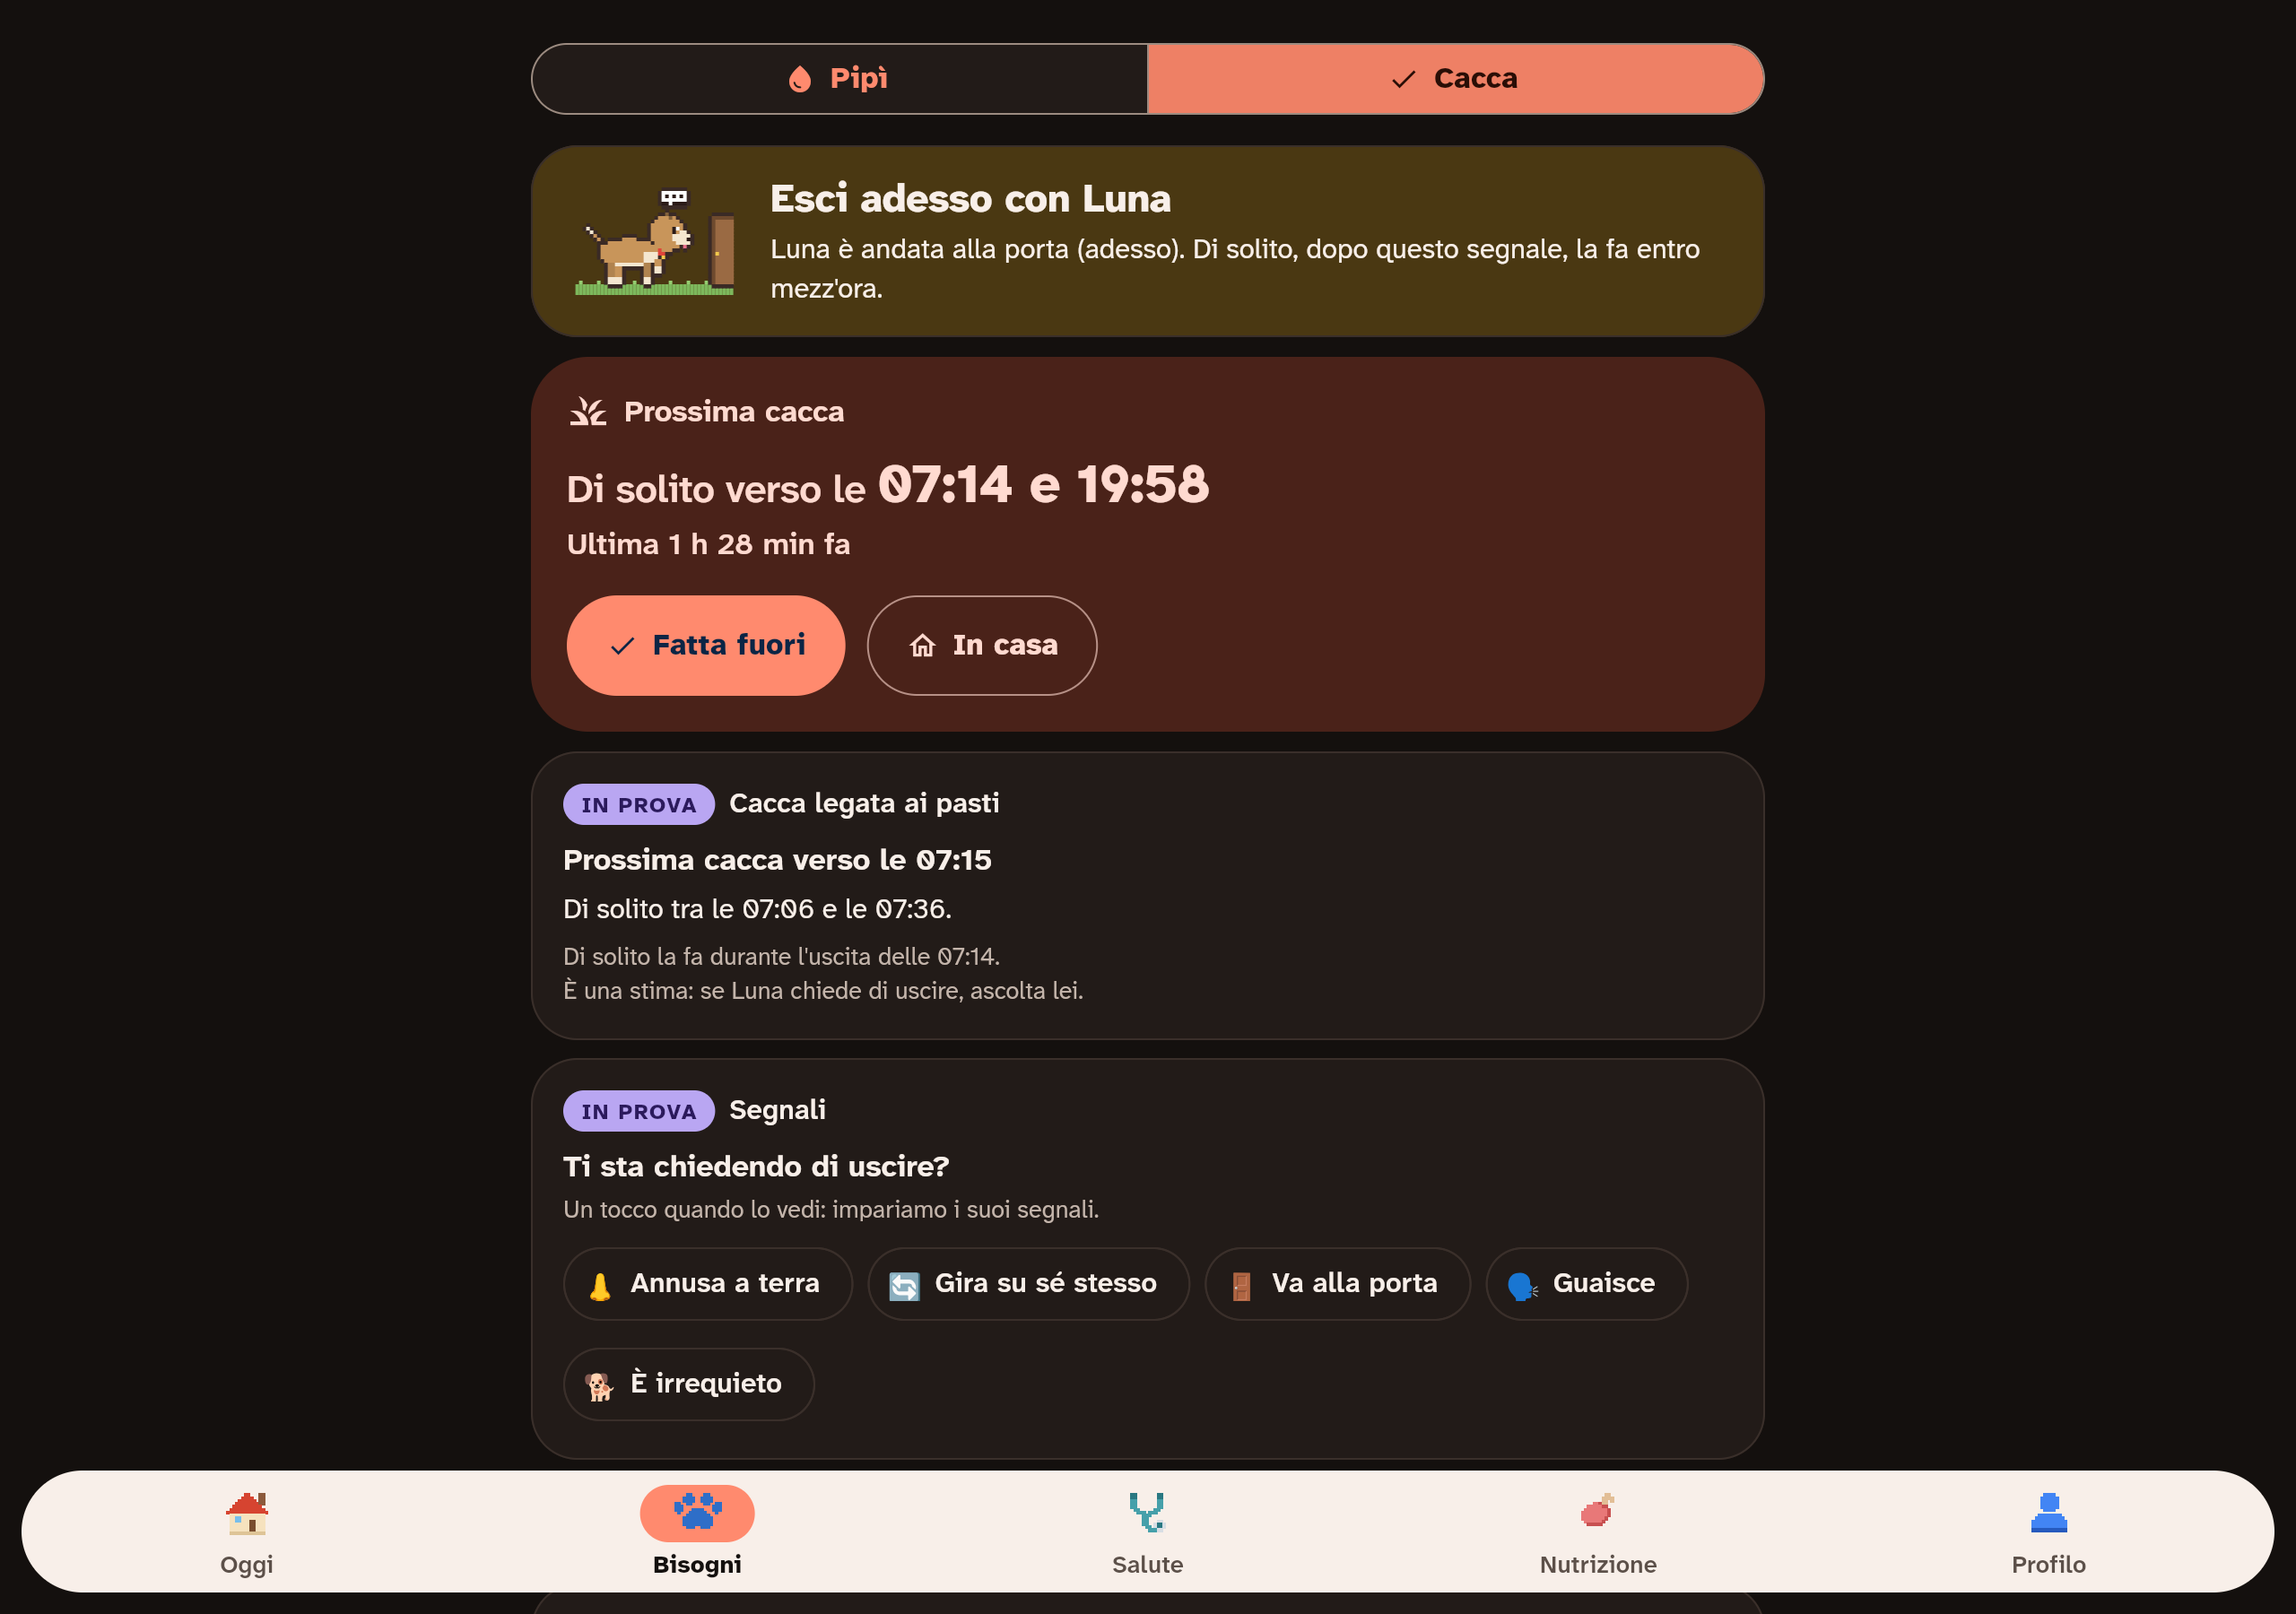 Pipì
Cacca
Esci adesso con Luna
Luna è andata alla porta (adesso). Di solito, dopo questo segnale, la fa entro
mezz'ora.
Prossima cacca
Di solito verso le 07:14 e 19:58
Ultima 1 h 28 min fa
Fatta fuori
In casa
IN PROVA Cacca legata ai pasti
Prossima cacca verso le 07:15
Di solito tra le 07:06 e le 07:36.
Di solito la fa durante l'uscita delle 07:14.
È una stima: se Luna chiede di uscire, ascolta lei.
IN PROVA Segnali
Ti sta chiedendo di uscire?
Un tocco quando lo vedi: impariamo i suoi segnali.
Annusa a terra
Gira su sé stesso
Va alla porta
Guaisce
È irrequieto
Oggi
Bisogni
Salute
Nutrizione
Profilo